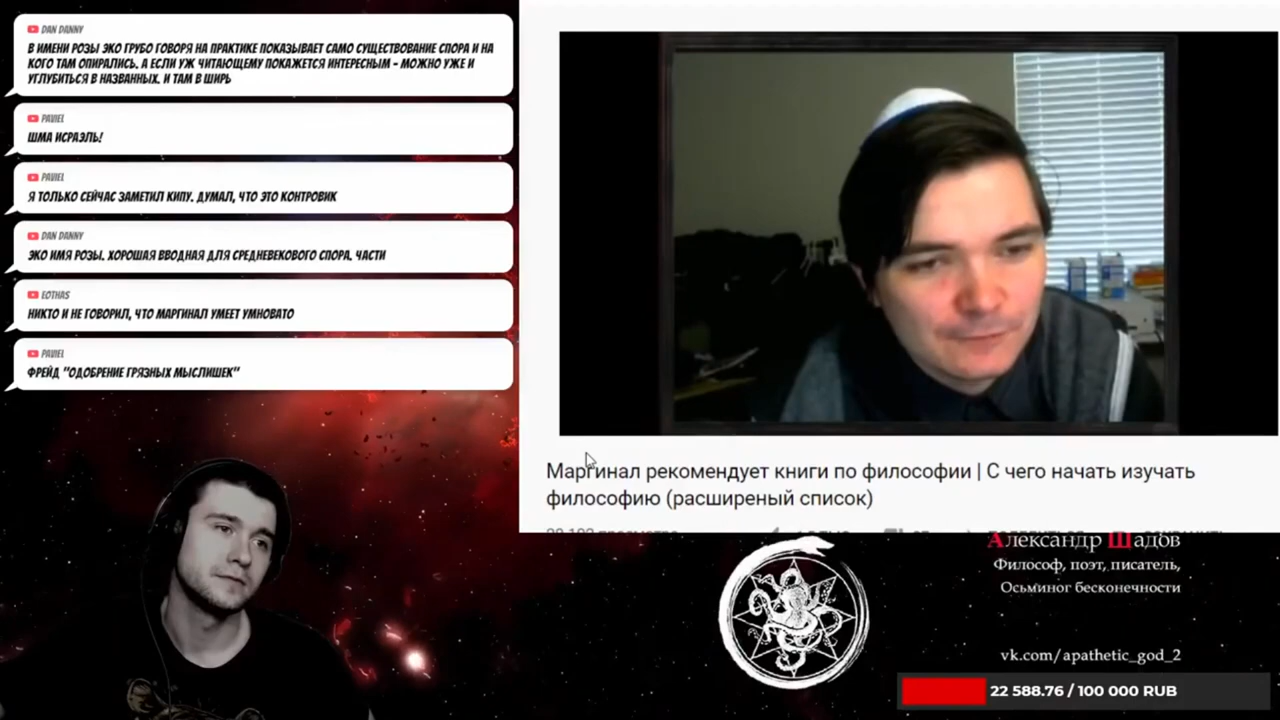 DAN DANNY
В ИМЕНИ РОЗЫ ЭКО ГРУБО ГОВОРЯ НА ПРАКТИКЕ ПОКАЗЫВАЕТ САМО СУЩЕСТВОВАНИЕ СПОРА И НА
КОГО ТАМ ОПИРАЛИСЬ. А ЕСЛИ УЖ ЧИТАЮЩЕМУ ПОКАЖЕТСЯ ИНТЕРЕСНЫМ - МОЖНО УЖЕ И
УГЛУБИТЬСЯ В НАЗВАННЫХ. И ТАМ В ШИРЬ
PAVIEL
ШМА ИСРАЭЛЬ!
PAVIEL
Я ТОЛЬКО СЕЙЧАС ЗАМЕТИЛ КИПУ. ДУМАЛ, ЧТО ЭТО КОНТРОВИК
DAN DANNY
ЭКО ИМЯ РОЗЫ. ХОРОШАЯ ВВОДНАЯ ДЛЯ СРЕДНЕВЕКОВОГО СПОРА. ЧАСТИ
EOTHAS
НИКТО И НЕ ГОВОРИЛ, ЧТО МАРГИНАЛ УМЕЕТ УМНОВАТО
PAVIEL
ФРЕЙД "ОДОБРЕНИЕ ГРЯЗНЫХ МЫСЛИШЕК"
Маргинал рекомендует книги по философии | С чего начать изучать
философию (расширеный список)
Александр Шадов
Философ, поэт, писатель,
Осьминог бесконечности
vk.com/apathetic_god_2
22 588.76 / 100 000 RUB